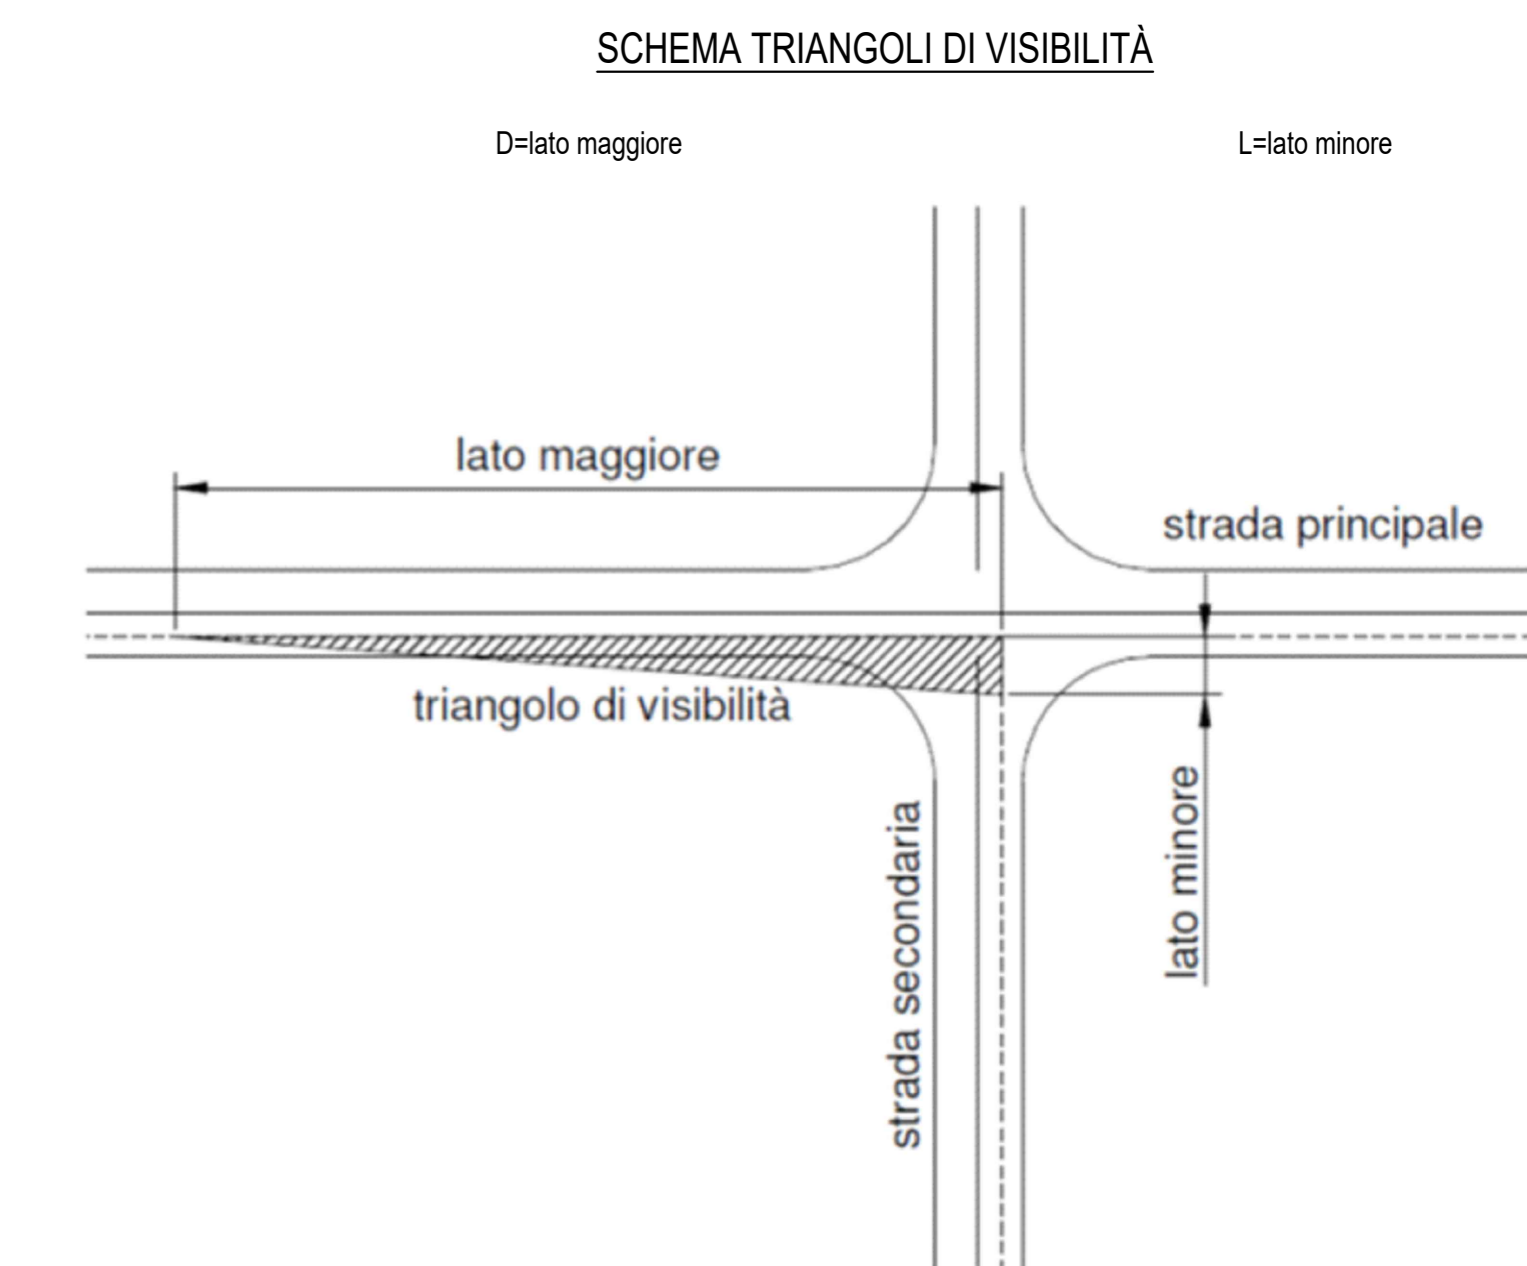 SCHEMA TRIANGOLI DI VISIBILITÀ
D=lato maggiore
L=lato minore
lato maggiore
strada principale
triangolo di visibilità
lato minore
strada secondaria